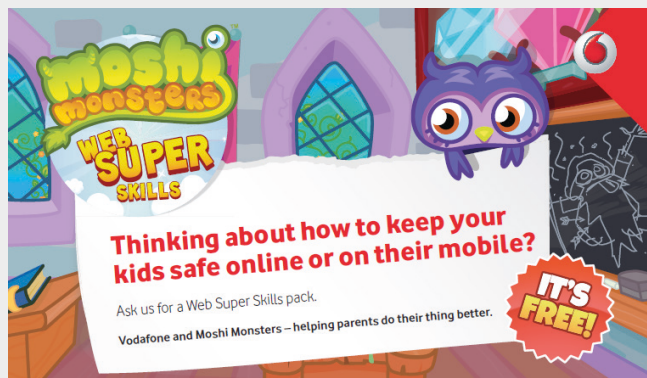 moshi
monsters
WEB
SUPER
SKILLS
Thinking about how to keep your
kids safe online or on their mobile?
Ask us for a Web Super Skills pack.
Vodafone and Moshi Monsters – helping parents do their thing better.
IT'S
FREE!